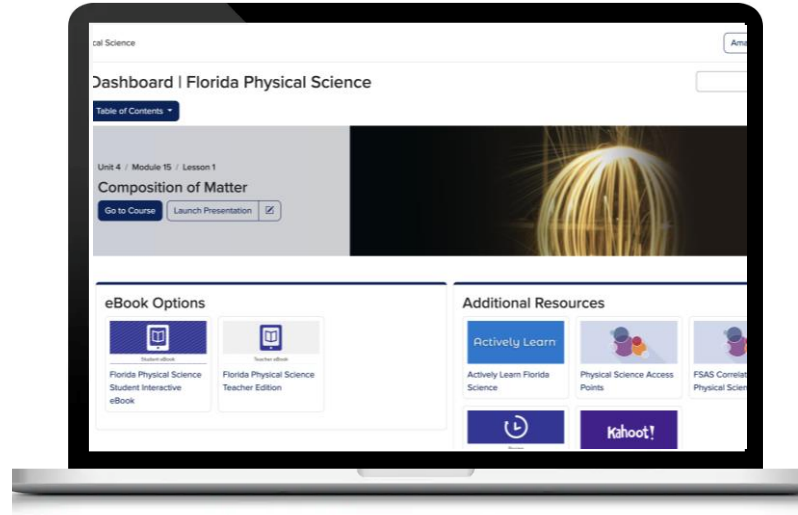 cal Science
Ama
Dashboard | Florida Physical Science
Table of Contents
Unit 4 / Module 15 / Lesson 1
Composition of Matter
Go to Course
Launch Presentation
eBook Options
Student eBook
Teacher eBook
Florida Physical Science
Student Interactive
eBook
Florida Physical Science
Teacher Edition
Additional Resources
Actively Learn
Actively Learn Florida
Science
Physical Science Access
Points
FSAS Correlat
Physical Scien
Kahoot!